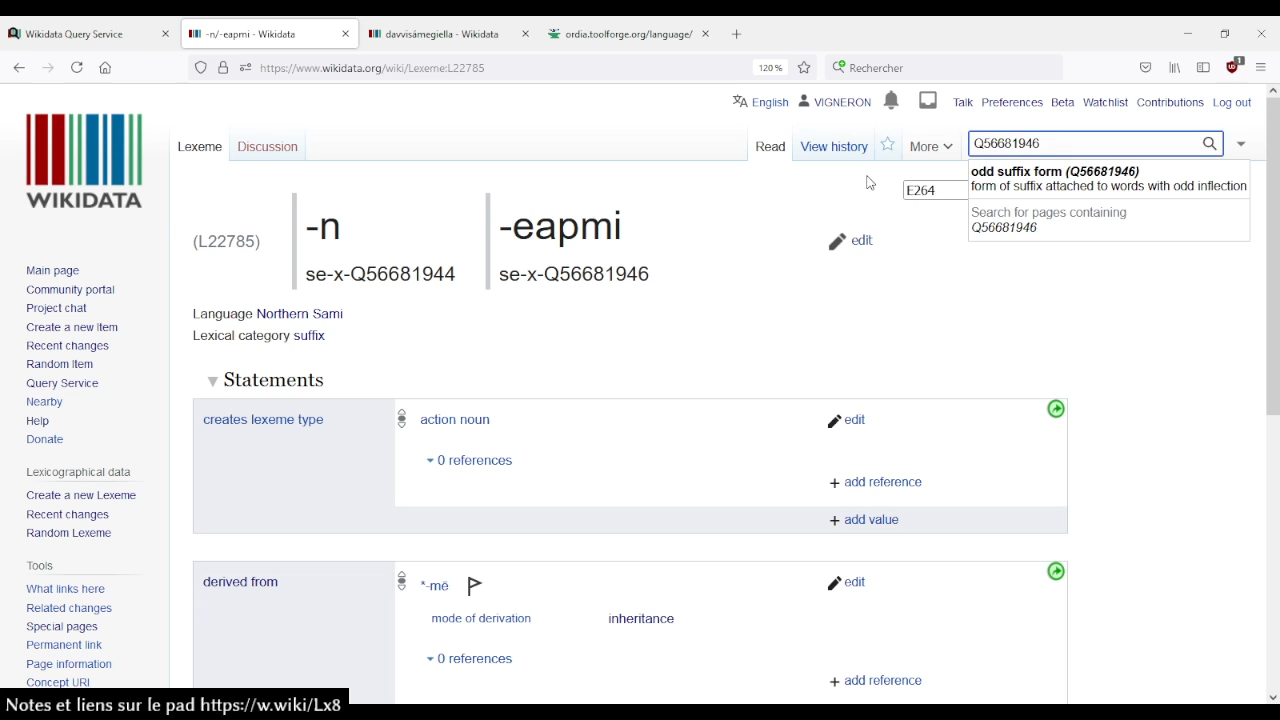 Wikidata Query Service
-n/-eapmi - Wikidata
davvisámegiella - Wikidata
ordia.toolforge.org/language/
https://www.wikidata.org/wiki/Lexeme:L22785
120 %
Rechercher
1
English
VIGNERON
Talk
Preferences
Beta
Watchlist
Contributions
Log out
WIKIDATA
Lexeme
Discussion
Read
View history
More
Q56681946
odd suffix form (Q56681946)
form of suffix attached to words with odd inflection
Search for pages containing
Q56681946
E264
(L22785)
-n
se-x-Q56681944
-eapmi
se-x-Q56681946
edit
Language Northern Sami
Lexical category suffix
Main page
Community portal
Project chat
Create a new Item
Recent changes
Random Item
Query Service
Nearby
Help
Donate
Lexicographical data
Create a new Lexeme
Recent changes
Random Lexeme
Tools
What links here
Related changes
Special pages
Permanent link
Page information
Concept URI
Statements
creates lexeme type
action noun
edit
0 references
+ add reference
+ add value
derived from
*-mē
edit
mode of derivation
inheritance
0 references
+ add reference
Notes et liens sur le pad https://w.wiki/Lx8